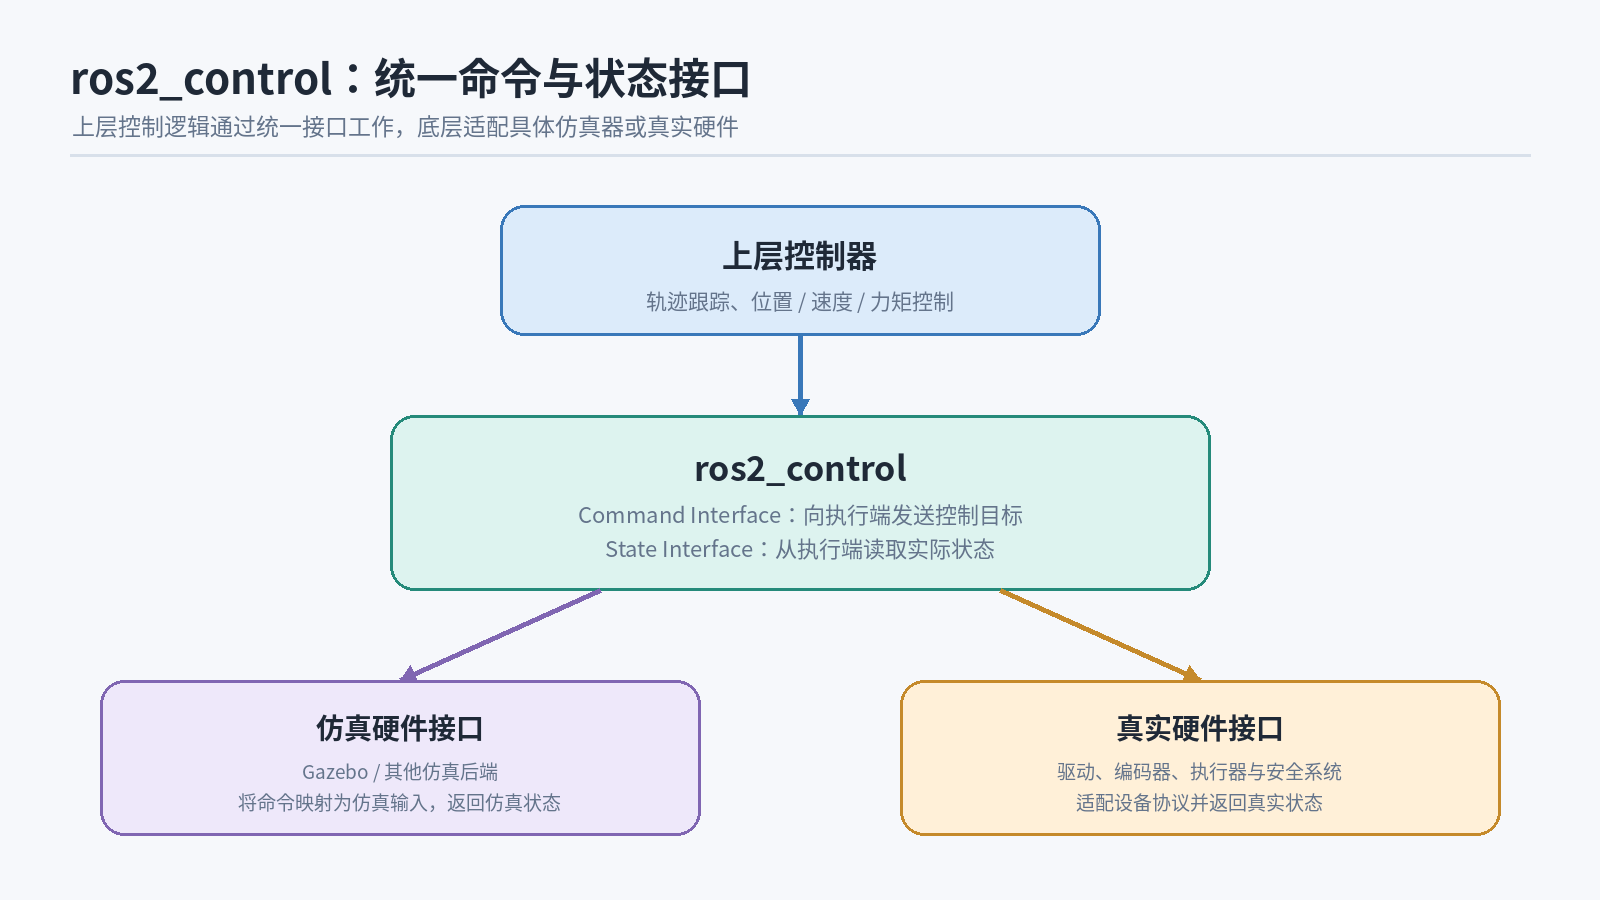 ros2_control：统一命令与状态接口
上层控制逻辑通过统一接口工作，底层适配具体仿真器或真实硬件
上层控制器
轨迹跟踪、位置 / 速度 / 力矩控制
ros2_control
Command Interface：向执行端发送控制目标
State Interface：从执行端读取实际状态
仿真硬件接口
Gazebo / 其他仿真后端
将命令映射为仿真输入，返回仿真状态
真实硬件接口
驱动、编码器、执行器与安全系统
适配设备协议并返回真实状态